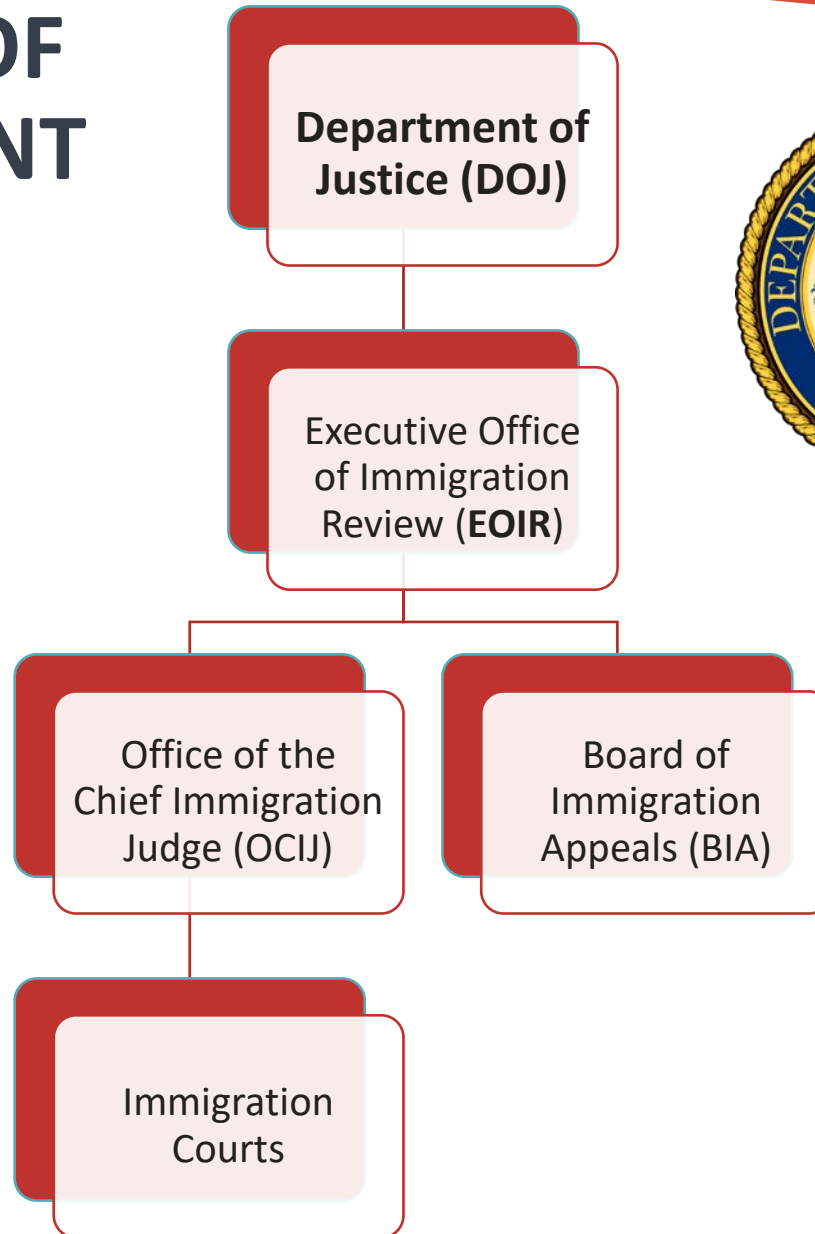 OF
NT
Department of
Justice (DOJ)
Executive Office
of Immigration
Review (EOIR)
Office of the
Chief Immigration
Judge (OCIJ)
Board of
Immigration
Appeals (BIA)
Immigration
Courts
DEPART